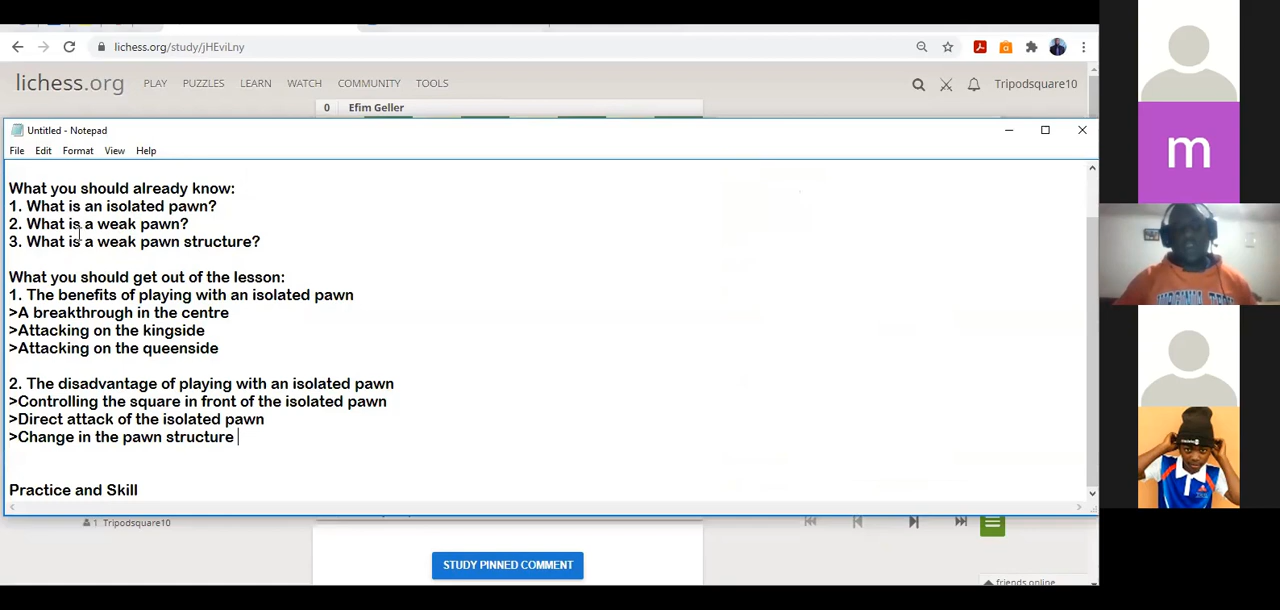 lichess.org/study/jHEviLny
lichess.org PLAY PUZZLES LEARN WATCH COMMUNITY TOOLS Tripodsquare10
0 Efim Geller
Untitled - Notepad
File Edit Format View Help
What you should already know:
1. What is an isolated pawn?
2. What is a weak pawn?
3. What is a weak pawn structure?
What you should get out of the lesson:
1. The benefits of playing with an isolated pawn
>A breakthrough in the centre
>Attacking on the kingside
>Attacking on the queenside
2. The disadvantage of playing with an isolated pawn
>Controlling the square in front of the isolated pawn
>Direct attack of the isolated pawn
>Change in the pawn structure
Practice and Skill
1 Tripodsquare10
STUDY PINNED COMMENT
friends online
m